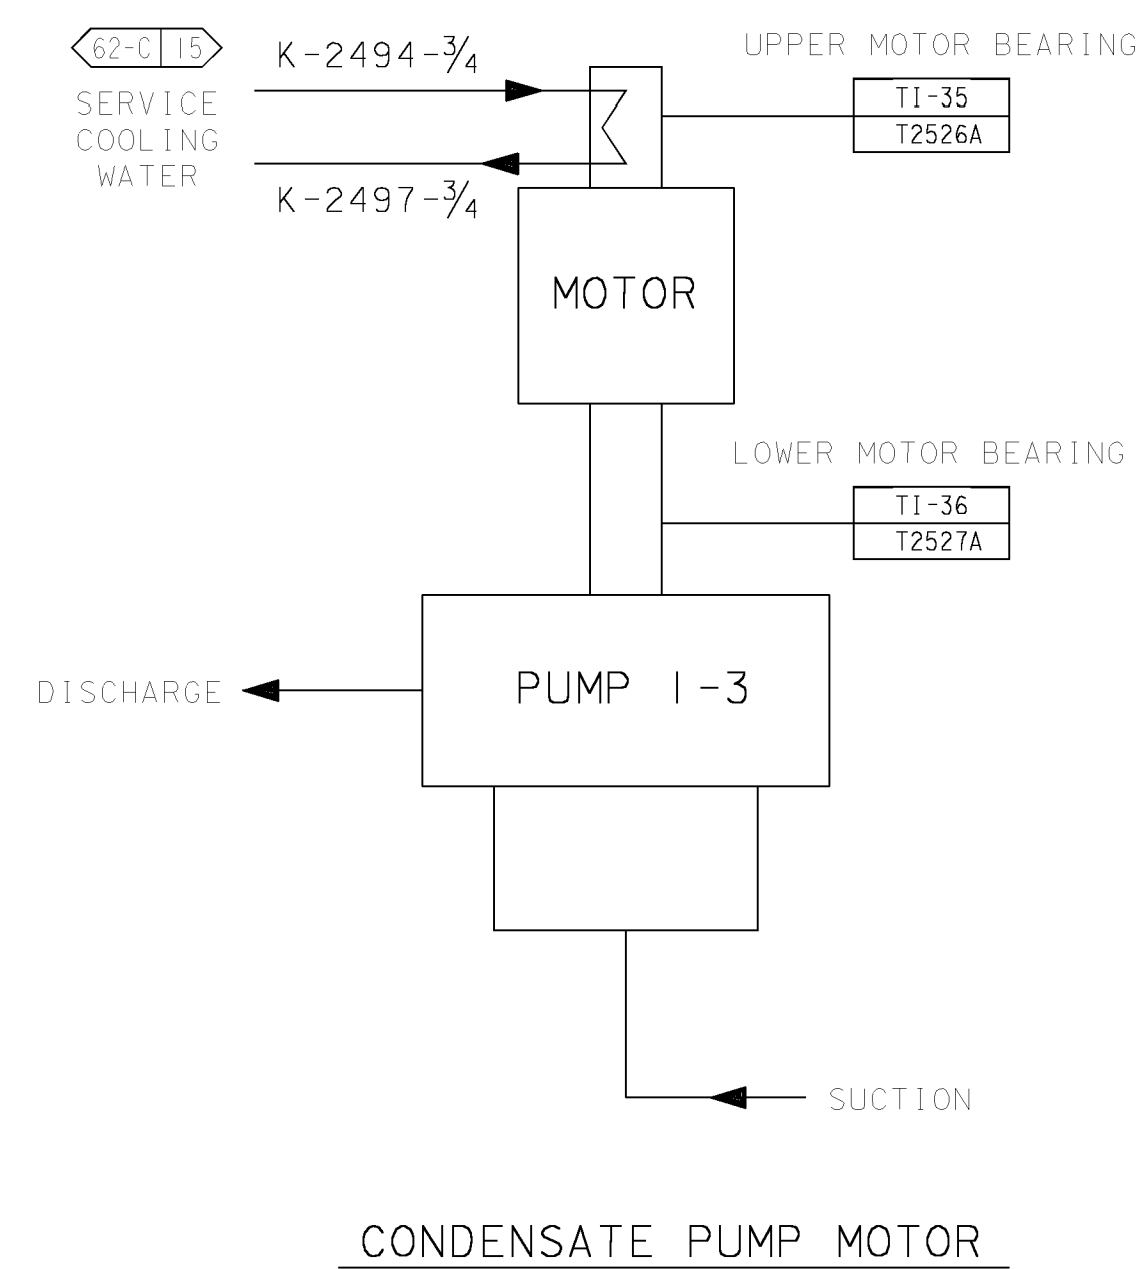 62-C 15
K-2494-3/4
UPPER MOTOR BEARING
SERVICE
COOLING
WATER
TI-35
T2526A
K-2497-3/4
MOTOR
LOWER MOTOR BEARING
TI-36
T2527A
DISCHARGE
PUMP 1-3
SUCTION
CONDENSATE PUMP MOTOR